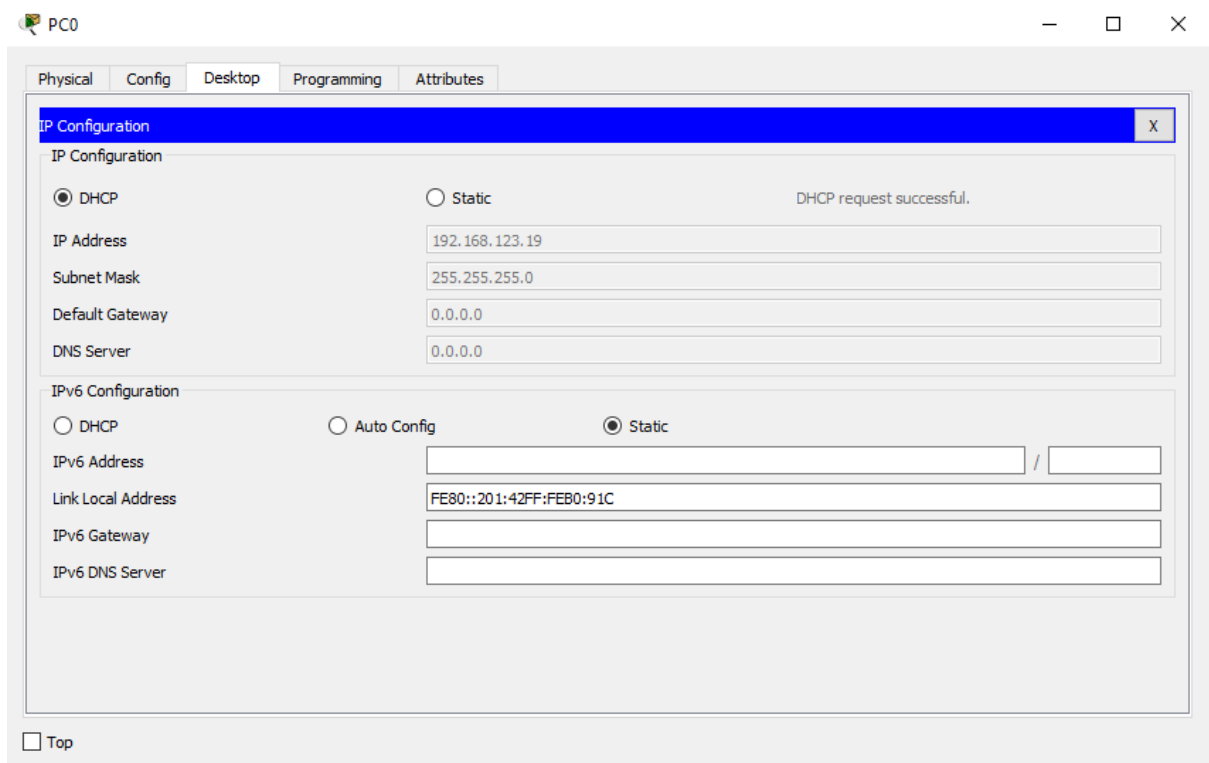 PC0
Physical Config Desktop Programming Attributes
IP Configuration X
IP Configuration
DHCP Static DHCP request successful.
IP Address 192.168.123.19
Subnet Mask 255.255.255.0
Default Gateway 0.0.0.0
DNS Server 0.0.0.0
IPv6 Configuration
DHCP Auto Config Static
IPv6 Address /
Link Local Address FE80::201:42FF:FEB0:91C
IPv6 Gateway
IPv6 DNS Server
Top